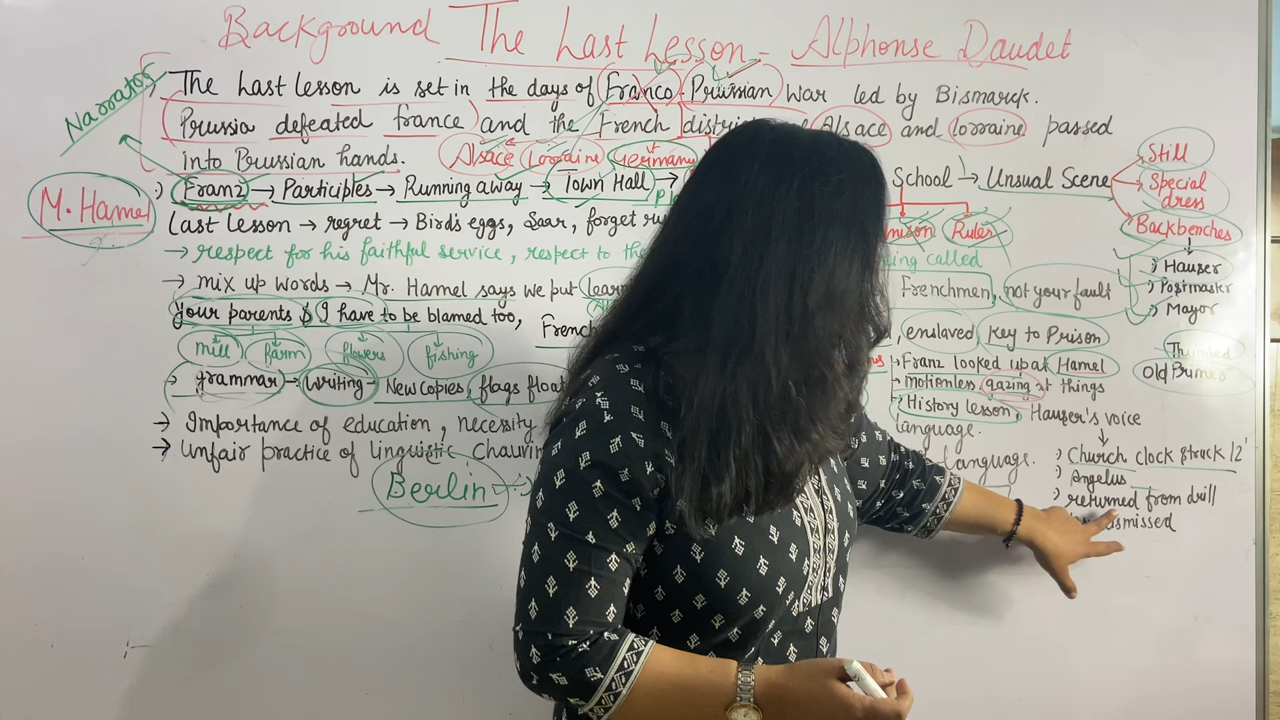 Background The Last Lesson - Alphonse Daudet
Narrator
The Last lesson is set in the days of Franco-Prussian War led by Bismarck.
Prussia defeated france and the French district Alsace and lorraine passed
into Prussian hands. Alsace Lorraine Germany
M. Hamel
Franz → Participles → Running away → Town Hall → School → Unsual Scene
Still
Special dress
Backbenches
Hauser
Postmaster
Mayor
Last lesson → regret → Bird's eggs, Saar, forget Ruler
→ respect for his faithful service, respect to the being called
→ mix up words → Mr. Hamel says we put learn Frenchmen, not your fault
your parents & I have to be blamed too, French , enslaved Key to Prison
mill farm flowers fishing
Thumbed
Old Primer
→ grammar → writing → New copies, flags float
Franz looked up at Hamel
motionless gazing at things
History lesson, Hauser's voice
→ Importance of education, necessity language.
→ Unfair practice of linguistic language.
Berlin
Church clock struck 12'
Angelus
returned from drill